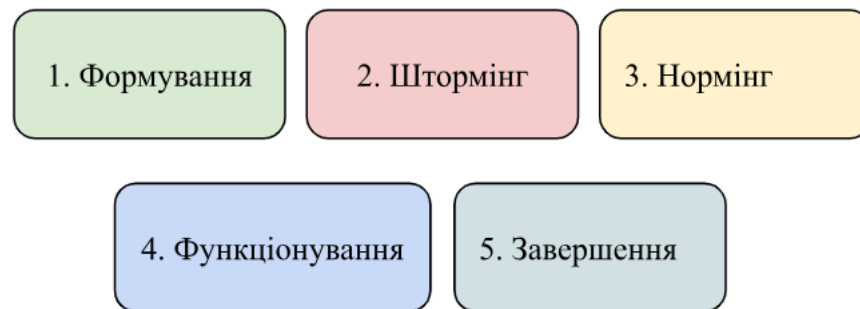 1. Формування
2. Штормінг
3. Нормінг
4. Функціонування
5. Завершення